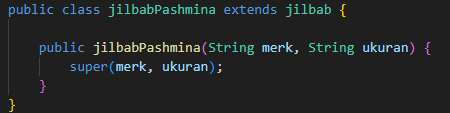 public class jilbabPashmina extends jilbab {
public jilbabPashmina(String merk, String ukuran) {
super(merk, ukuran);
}
}